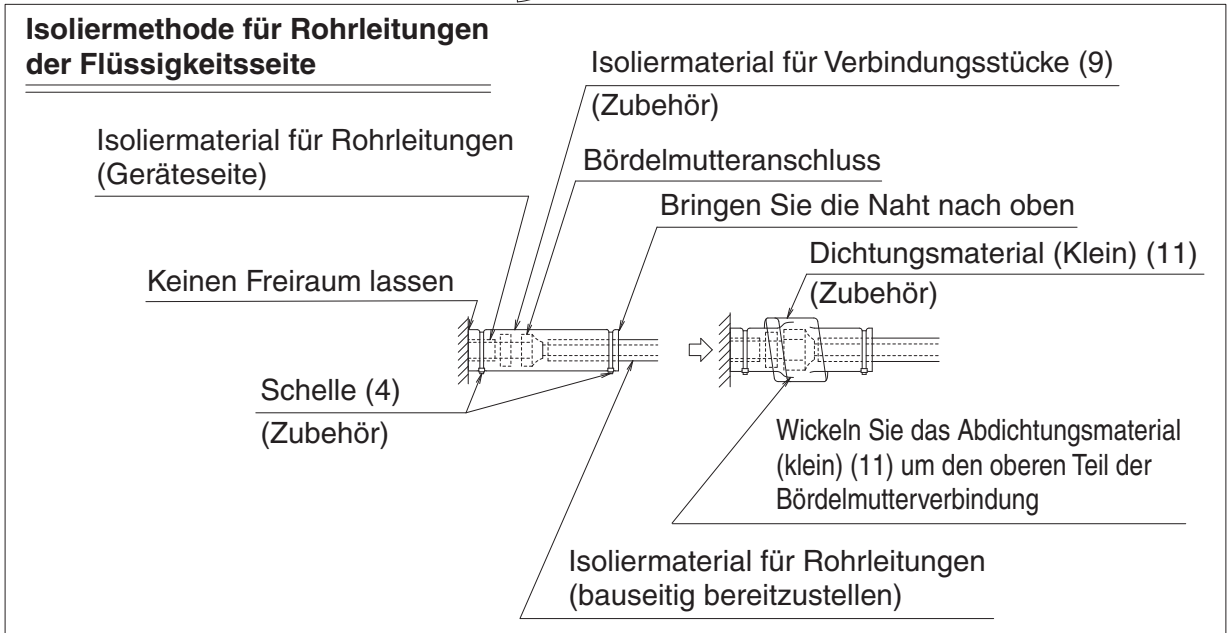 Isoliermethode für Rohrleitungen
der Flüssigkeitsseite
Isoliermaterial für Verbindungsstücke (9)
(Zubehör)
Isoliermaterial für Rohrleitungen
(Geräteseite)
Bördelmutteranschluss
Bringen Sie die Naht nach oben
Dichtungsmaterial (Klein) (11)
(Zubehör)
Keinen Freiraum lassen
Schelle (4)
(Zubehör)
Wickeln Sie das Abdichtungsmaterial
(klein) (11) um den oberen Teil der
Bördelmutterverbindung
Isoliermaterial für Rohrleitungen
(bauseitig bereitzustellen)